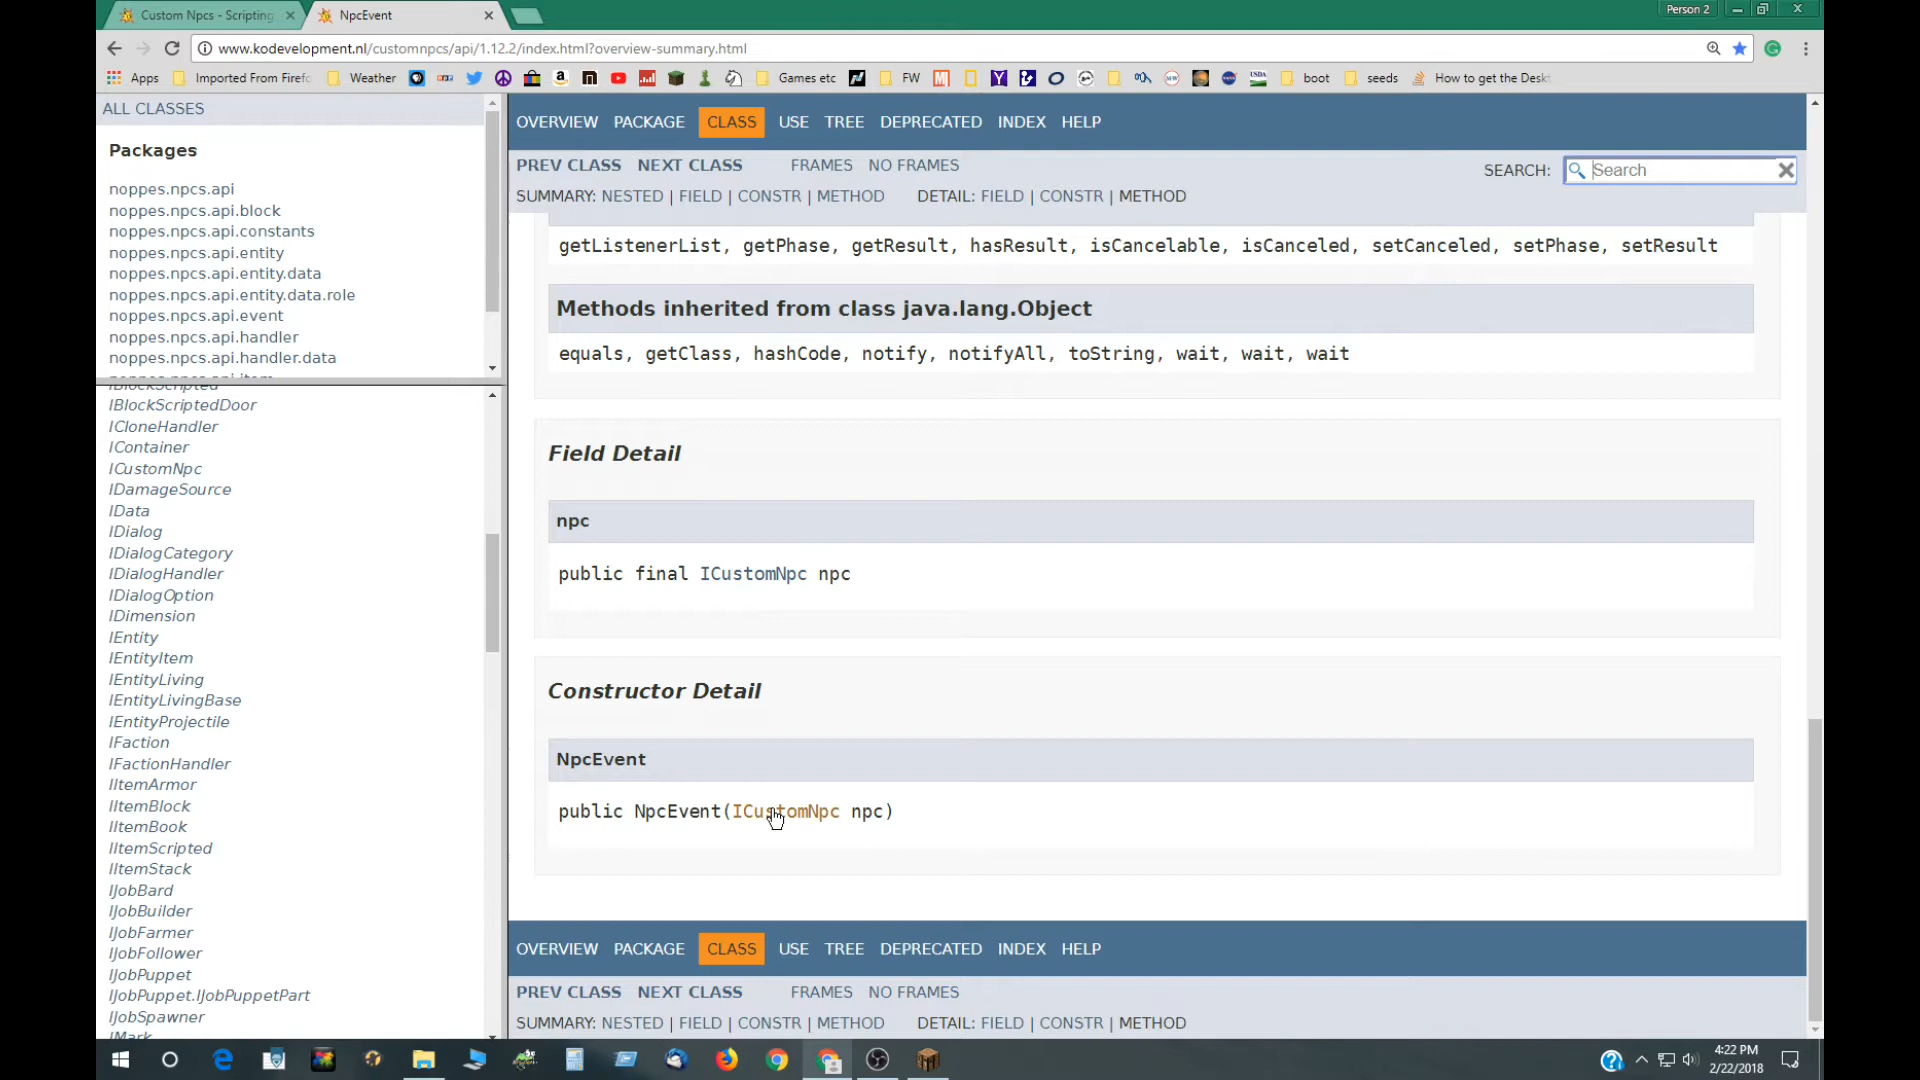 Custom Npcs - Scripting
NpcEvent
Person 2
www.kodevelopment.nl/customnpcs/api/1.12.2/index.html?overview-summary.html
Apps
Imported From Firefo
Weather
Games etc
FW
boot
seeds
How to get the Deskt
ALL CLASSES
Packages
noppes.npcs.api
noppes.npcs.api.block
noppes.npcs.api.constants
noppes.npcs.api.entity
noppes.npcs.api.entity.data
noppes.npcs.api.entity.data.role
noppes.npcs.api.event
noppes.npcs.api.handler
noppes.npcs.api.handler.data
noppes.npcs.api.item
IBlockScripted
IBlockScriptedDoor
ICloneHandler
IContainer
ICustomNpc
IDamageSource
IData
IDialog
IDialogCategory
IDialogHandler
IDialogOption
IDimension
IEntity
IEntityItem
IEntityLiving
IEntityLivingBase
IEntityProjectile
IFaction
IFactionHandler
IItemArmor
IItemBlock
IItemBook
IItemScripted
IItemStack
IJobBard
IJobBuilder
IJobFarmer
IJobFollower
IJobPuppet
IJobPuppet.IJobPuppetPart
IJobSpawner
IMark
OVERVIEW PACKAGE CLASS USE TREE DEPRECATED INDEX HELP
PREV CLASS NEXT CLASS FRAMES NO FRAMES
SEARCH: Search
SUMMARY: NESTED | FIELD | CONSTR | METHOD DETAIL: FIELD | CONSTR | METHOD
getListenerList, getPhase, getResult, hasResult, isCancelable, isCanceled, setCanceled, setPhase, setResult
Methods inherited from class java.lang.Object
equals, getClass, hashCode, notify, notifyAll, toString, wait, wait, wait
Field Detail
npc
public final ICustomNpc npc
Constructor Detail
NpcEvent
public NpcEvent(ICustomNpc npc)
OVERVIEW PACKAGE CLASS USE TREE DEPRECATED INDEX HELP
PREV CLASS NEXT CLASS FRAMES NO FRAMES
SUMMARY: NESTED | FIELD | CONSTR | METHOD DETAIL: FIELD | CONSTR | METHOD
4:22 PM
2/22/2018